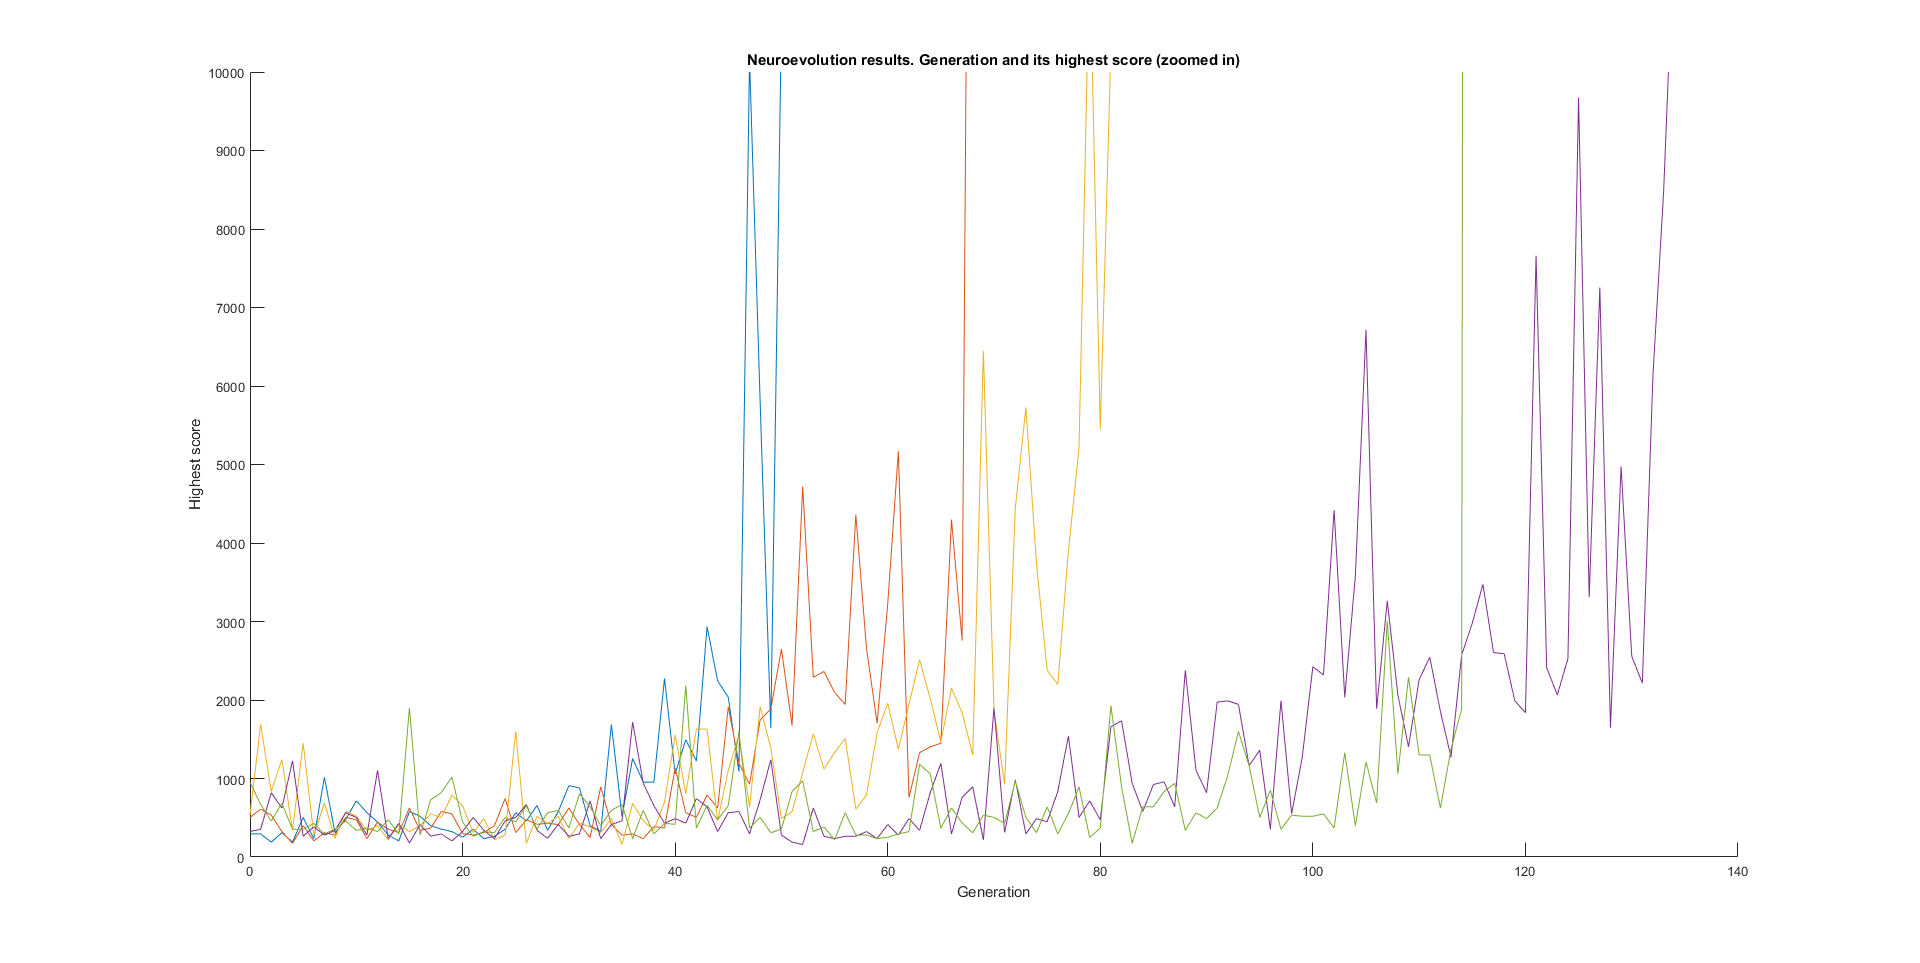 Neuroevolution results. Generation and its highest score (zoomed in)
10000
9000
8000
7000
6000
5000
4000
3000
2000
1000
0
Highest score
0 20 40 60 80 100 120 140
Generation